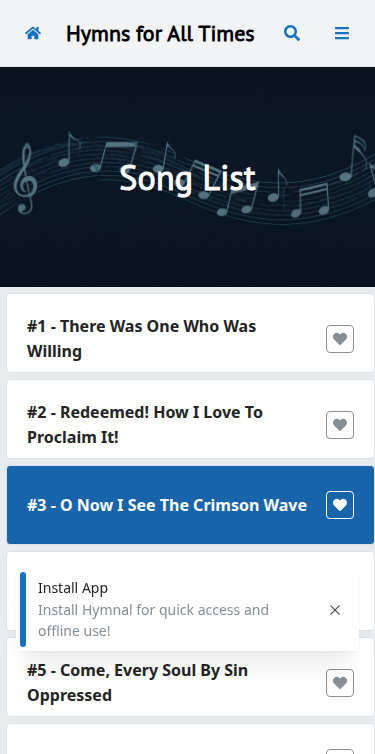 Hymns for All Times
Song List
#1 - There Was One Who Was
Willing
#2 - Redeemed! How I Love To
Proclaim It!
#3 - O Now I See The Crimson Wave
Install App
Install Hymnal for quick access and
offline use!
#5 - Come, Every Soul By Sin
Oppressed